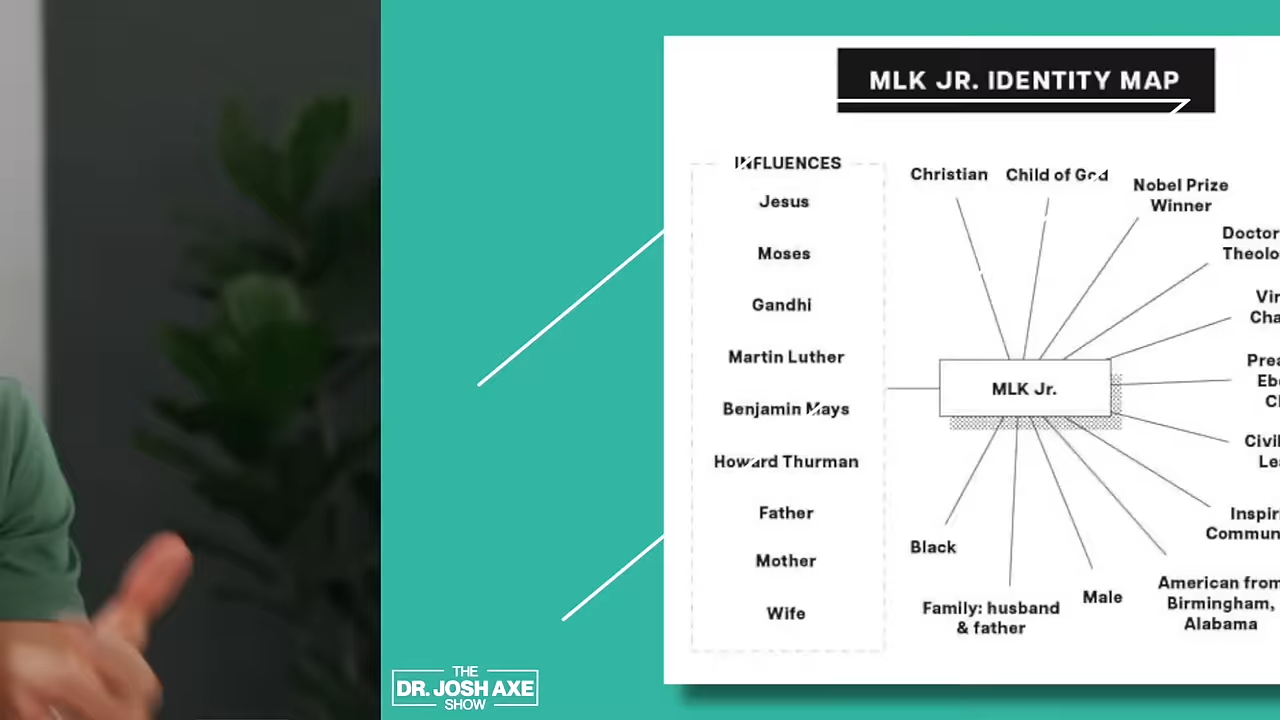 MLK JR. IDENTITY MAP
INFLUENCES
Jesus
Moses
Gandhi
Martin Luther
Benjamin Mays
Howard Thurman
Father
Mother
Wife
Christian
Child of God
Nobel Prize
Winner
Doctor
MLK Jr.
Black
Family: husband
& father
Male
American from
Birmingham,
Alabama
THE
DR. JOSH AXE
SHOW